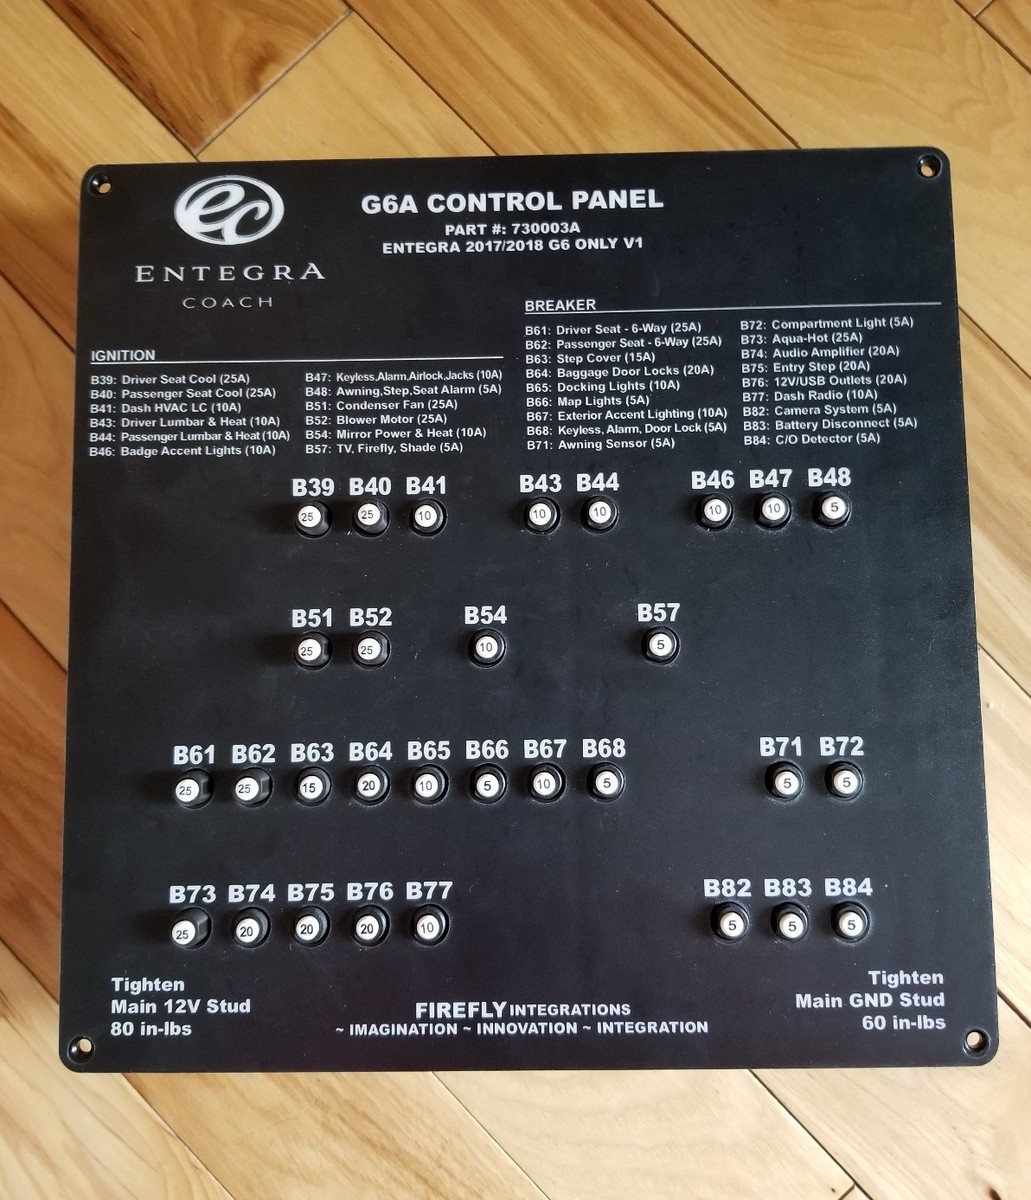 ec
ENTEGRA
COACH
G6A CONTROL PANEL
PART #: 730003A
ENTEGRA 2017/2018 G6 ONLY V1
IGNITION
B39: Driver Seat Cool (25A)
B40: Passenger Seat Cool (25A)
B41: Dash HVAC LC (10A)
B43: Driver Lumbar & Heat (10A)
B44: Passenger Lumbar & Heat (10A)
B46: Badge Accent Lights (10A)
B47: Keyless,Alarm,Airlock,Jacks (10A)
B48: Awning,Step,Seat Alarm (5A)
B51: Condenser Fan (25A)
B52: Blower Motor (25A)
B54: Mirror Power & Heat (10A)
B57: TV, Firefly, Shade (5A)
BREAKER
B61: Driver Seat - 6-Way (25A)
B62: Passenger Seat - 6-Way (25A)
B63: Step Cover (15A)
B64: Baggage Door Locks (20A)
B65: Docking Lights (10A)
B66: Map Lights (5A)
B67: Exterior Accent Lighting (10A)
B68: Keyless, Alarm, Door Lock (5A)
B71: Awning Sensor (5A)
B72: Compartment Light (5A)
B73: Aqua-Hot (25A)
B74: Audio Amplifier (20A)
B75: Entry Step (20A)
B76: 12V/USB Outlets (20A)
B77: Dash Radio (10A)
B82: Camera System (5A)
B83: Battery Disconnect (5A)
B84: C/O Detector (5A)
B39 B40 B41 B43 B44 B46 B47 B48
25 25 10 10 10 10 10 5
B51 B52 B54 B57
25 25 10 5
B61 B62 B63 B64 B65 B66 B67 B68 B71 B72
25 25 15 20 10 5 10 5 5 5
B73 B74 B75 B76 B77 B82 B83 B84
25 20 20 20 10 5 5 5
Tighten
Main 12V Stud
80 in-lbs
FIREFLY INTEGRATIONS
~ IMAGINATION ~ INNOVATION ~ INTEGRATION
Tighten
Main GND Stud
60 in-lbs